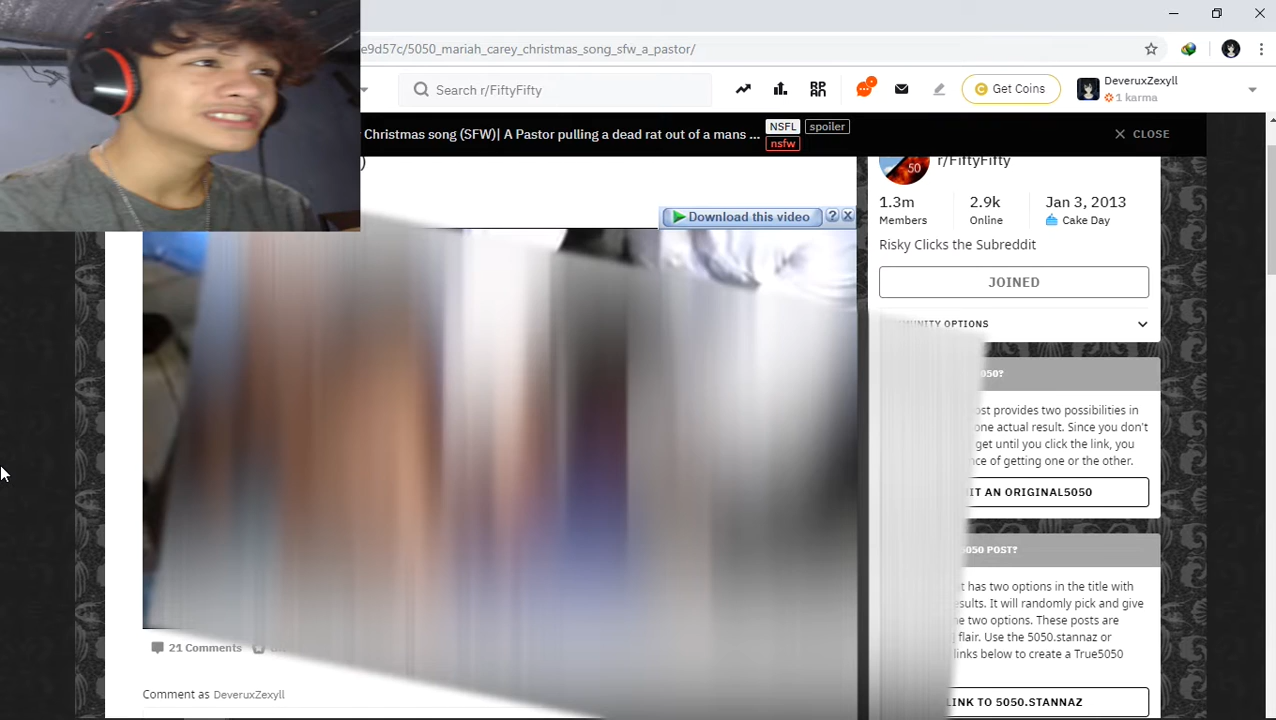 e9d57c/5050_mariah_carey_christmas_song_sfw_a_pastor/
Search r/FiftyFifty
Get Coins
DeveruxZexyll
1 karma
Christmas song (SFW)| A Pastor pulling a dead rat out of a mans ...
NSFL
spoiler
nsfw
CLOSE
)
Download this video ?
50
r/FiftyFifty
1.3m 2.9k Jan 3, 2013
Members Online Cake Day
Risky Clicks the Subreddit
JOINED
MUNITY OPTIONS
050?
ost provides two possibilities in
one actual result. Since you don't
get until you click the link, you
nce of getting one or the other.
IT AN ORIGINAL5050
5050 POST?
t has two options in the title with
esults. It will randomly pick and give
he two options. These posts are
flair. Use the 5050.stannaz or
links below to create a True5050
LINK TO 5050.STANNAZ
21 Comments
Comment as DeveruxZexyll